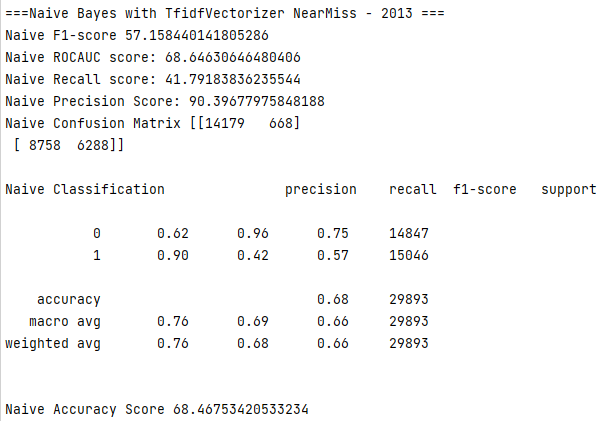 ===Naive Bayes with TfidfVectorizer NearMiss - 2013 ===
Naive F1-score 57.158440141805286
Naive ROCAUC score: 68.64630646480406
Naive Recall score: 41.79183836235544
Naive Precision Score: 90.39677975848188
Naive Confusion Matrix [[14179   668]
 [ 8758  6288]]
Naive Classification               precision    recall  f1-score   support
           0       0.62      0.96      0.75     14847
           1       0.90      0.42      0.57     15046
    accuracy                           0.68     29893
   macro avg       0.76      0.69      0.66     29893
weighted avg       0.76      0.68      0.66     29893
Naive Accuracy Score 68.46753420533234